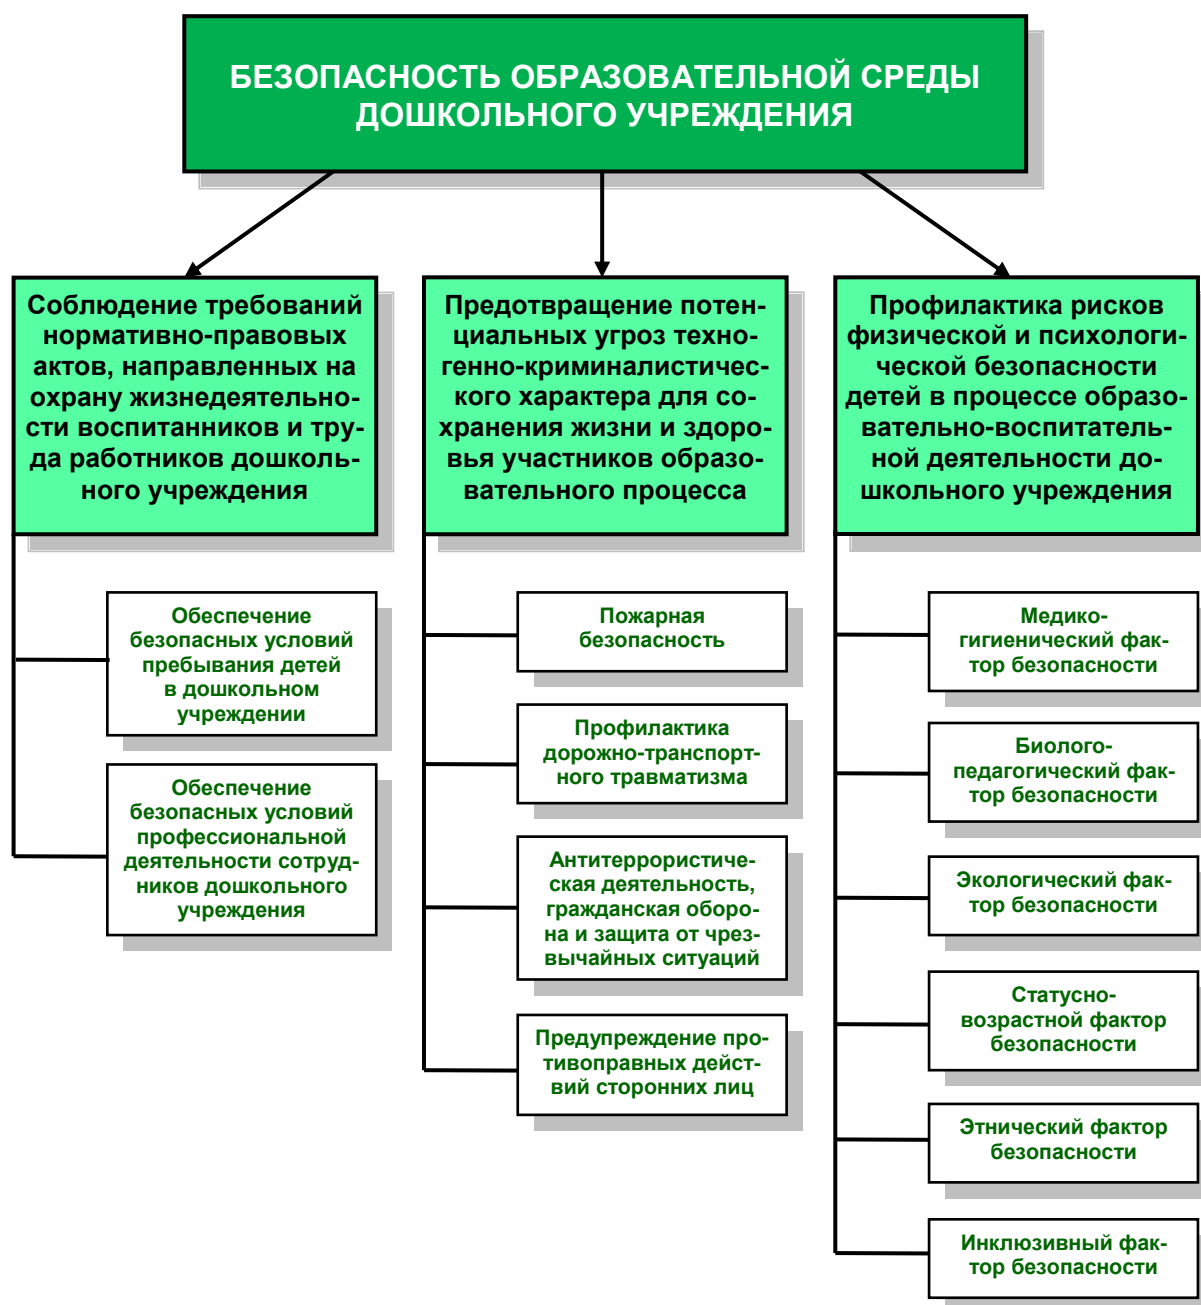 БЕЗОПАСНОСТЬ ОБРАЗОВАТЕЛЬНОЙ СРЕДЫ
ДОШКОЛЬНОГО УЧРЕЖДЕНИЯ
Соблюдение требований
нормативно-правовых
актов, направленных на
охрану жизнедеятельно-
сти воспитанников и тру-
да работников дошколь-
ного учреждения
Обеспечение
безопасных условий
пребывания детей
в дошкольном
учреждении
Обеспечение
безопасных условий
профессиональной
деятельности сотруд-
ников дошкольного
учреждения
Предотвращение потен-
циальных угроз техно-
генно-криминалистичес-
кого характера для со-
хранения жизни и здоро-
вья участников образо-
вательного процесса
Пожарная
безопасность
Профилактика
дорожно-транспорт-
ного травматизма
Антитеррористиче-
ская деятельность,
гражданская оборо-
на и защита от чрез-
вычайных ситуаций
Предупреждение про-
тивоправных дейст-
вий сторонних лиц
Профилактика рисков
физической и психологи-
ческой безопасности
детей в процессе образо-
вательно-воспитатель-
ной деятельности до-
школьного учреждения
Медико-
гигиенический фак-
тор безопасности
Биолого-
педагогический фак-
тор безопасности
Экологический фак-
тор безопасности
Статусно-
возрастной фактор
безопасности
Этнический фактор
безопасности
Инклюзивный фак-
тор безопасности